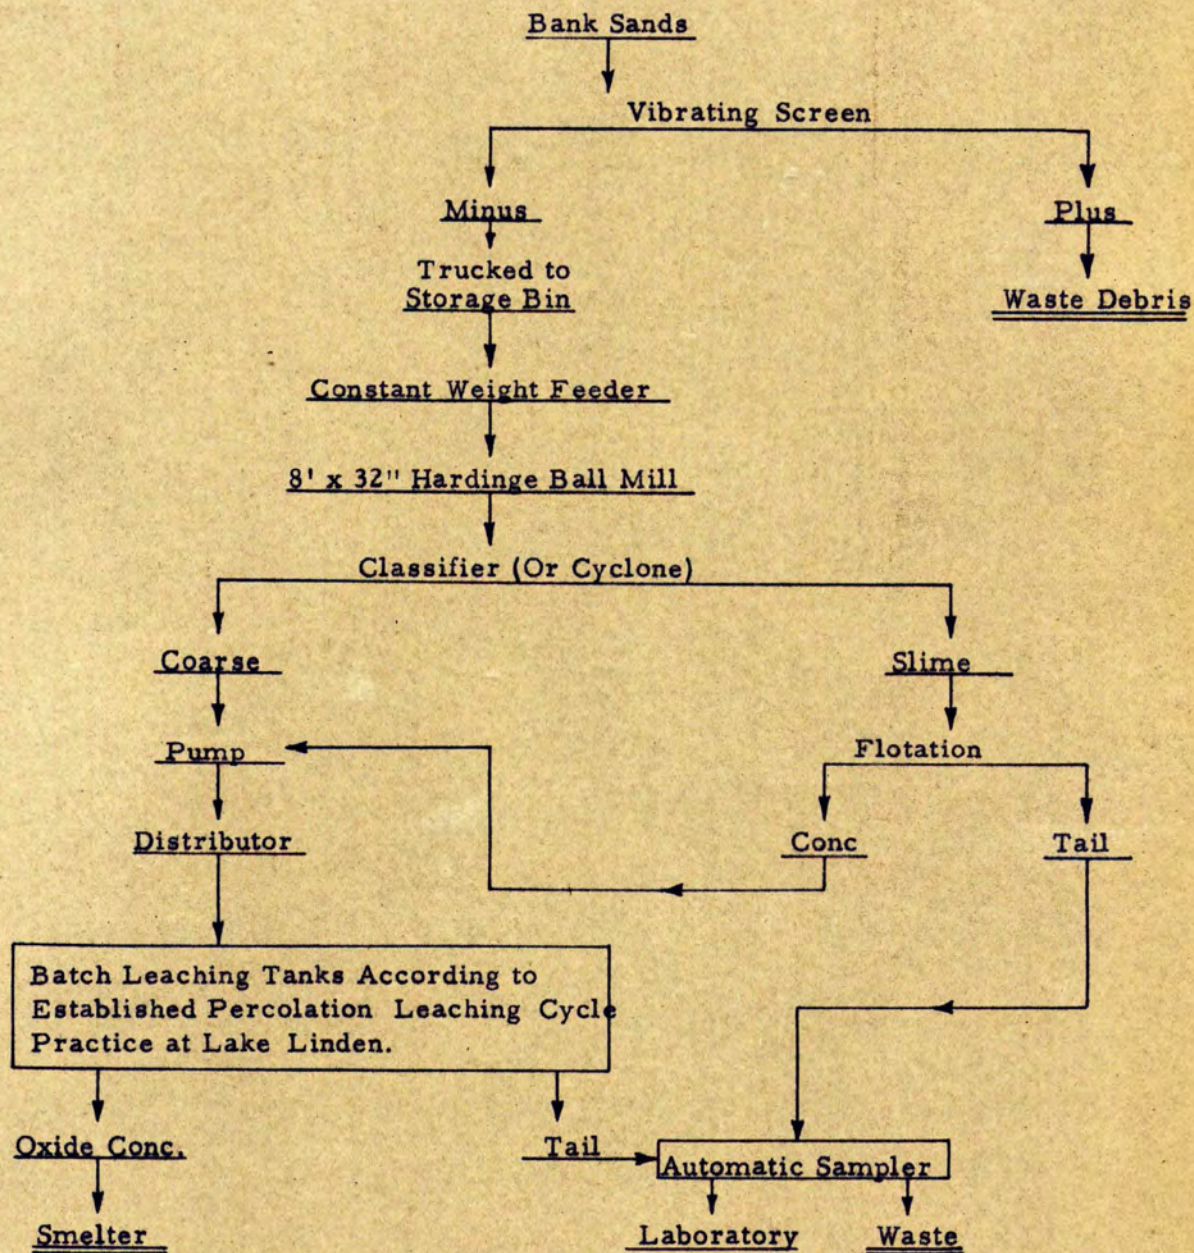 Bank Sands
Vibrating Screen
Minus
Plus
Trucked to
Storage Bin
Waste Debris
Constant Weight Feeder
8' x 32" Hardinge Ball Mill
Classifier (Or Cyclone)
Coarse
Slime
Pump
Flotation
Distributor
Conc
Tail
Batch Leaching Tanks According to
Established Percolation Leaching Cycle
Practice at Lake Linden.
Oxide Conc.
Tail
Automatic Sampler
Smelter
Laboratory
Waste